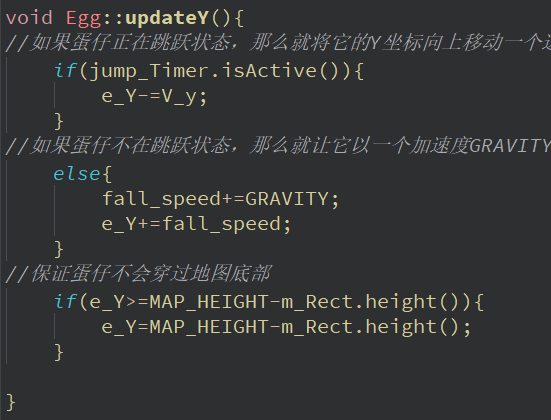 void Egg::updateY(){
//如果蛋仔正在跳跃状态，那么就将它的Y坐标向上移动一个
if(jump_Timer.isActive()){
e_Y-=V_y;
}
//如果蛋仔不在跳跃状态，那么就让它以一个加速度GRAVITY
else{
fall_speed+=GRAVITY;
e_Y+=fall_speed;
}
//保证蛋仔不会穿过地图底部
if(e_Y>=MAP_HEIGHT-m_Rect.height()){
e_Y=MAP_HEIGHT-m_Rect.height();
}
}